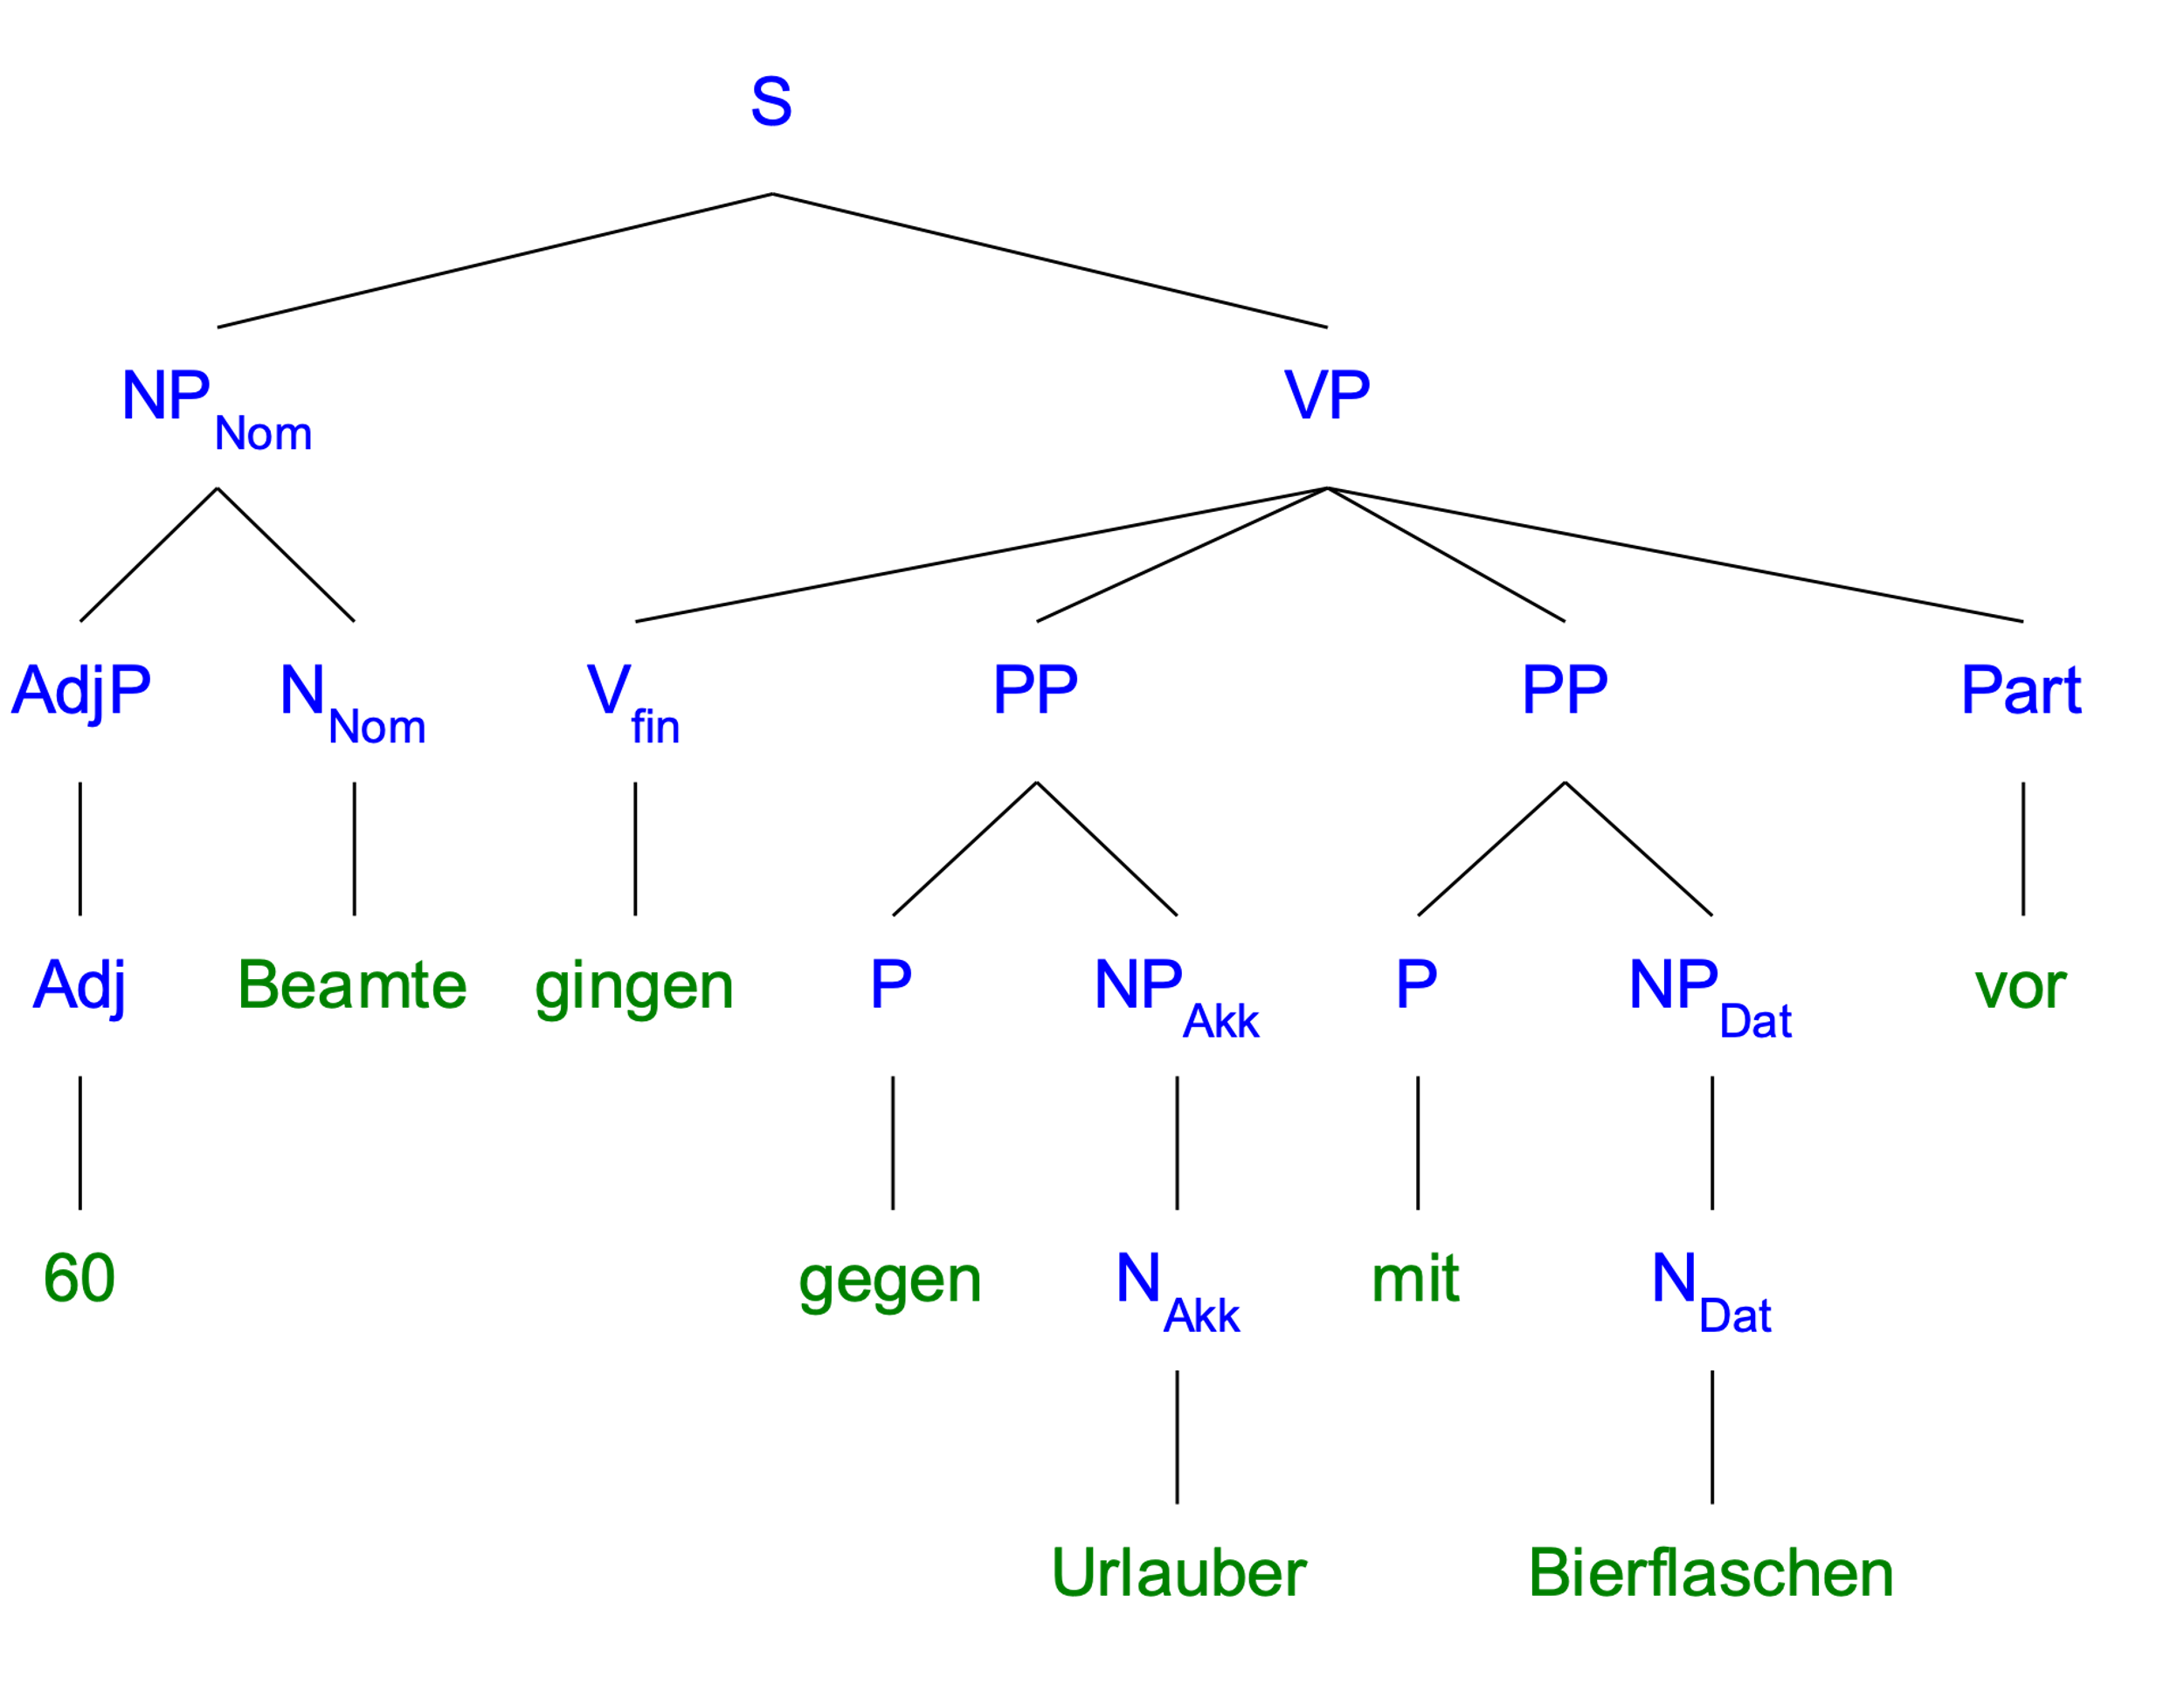 S
NP Nom VP
AdjP N Nom V fin PP PP Part
Adj Beamte gingen P NP Akk P NP Dat vor
60 gegen N Akk mit N Dat
Urlauber Bierflaschen